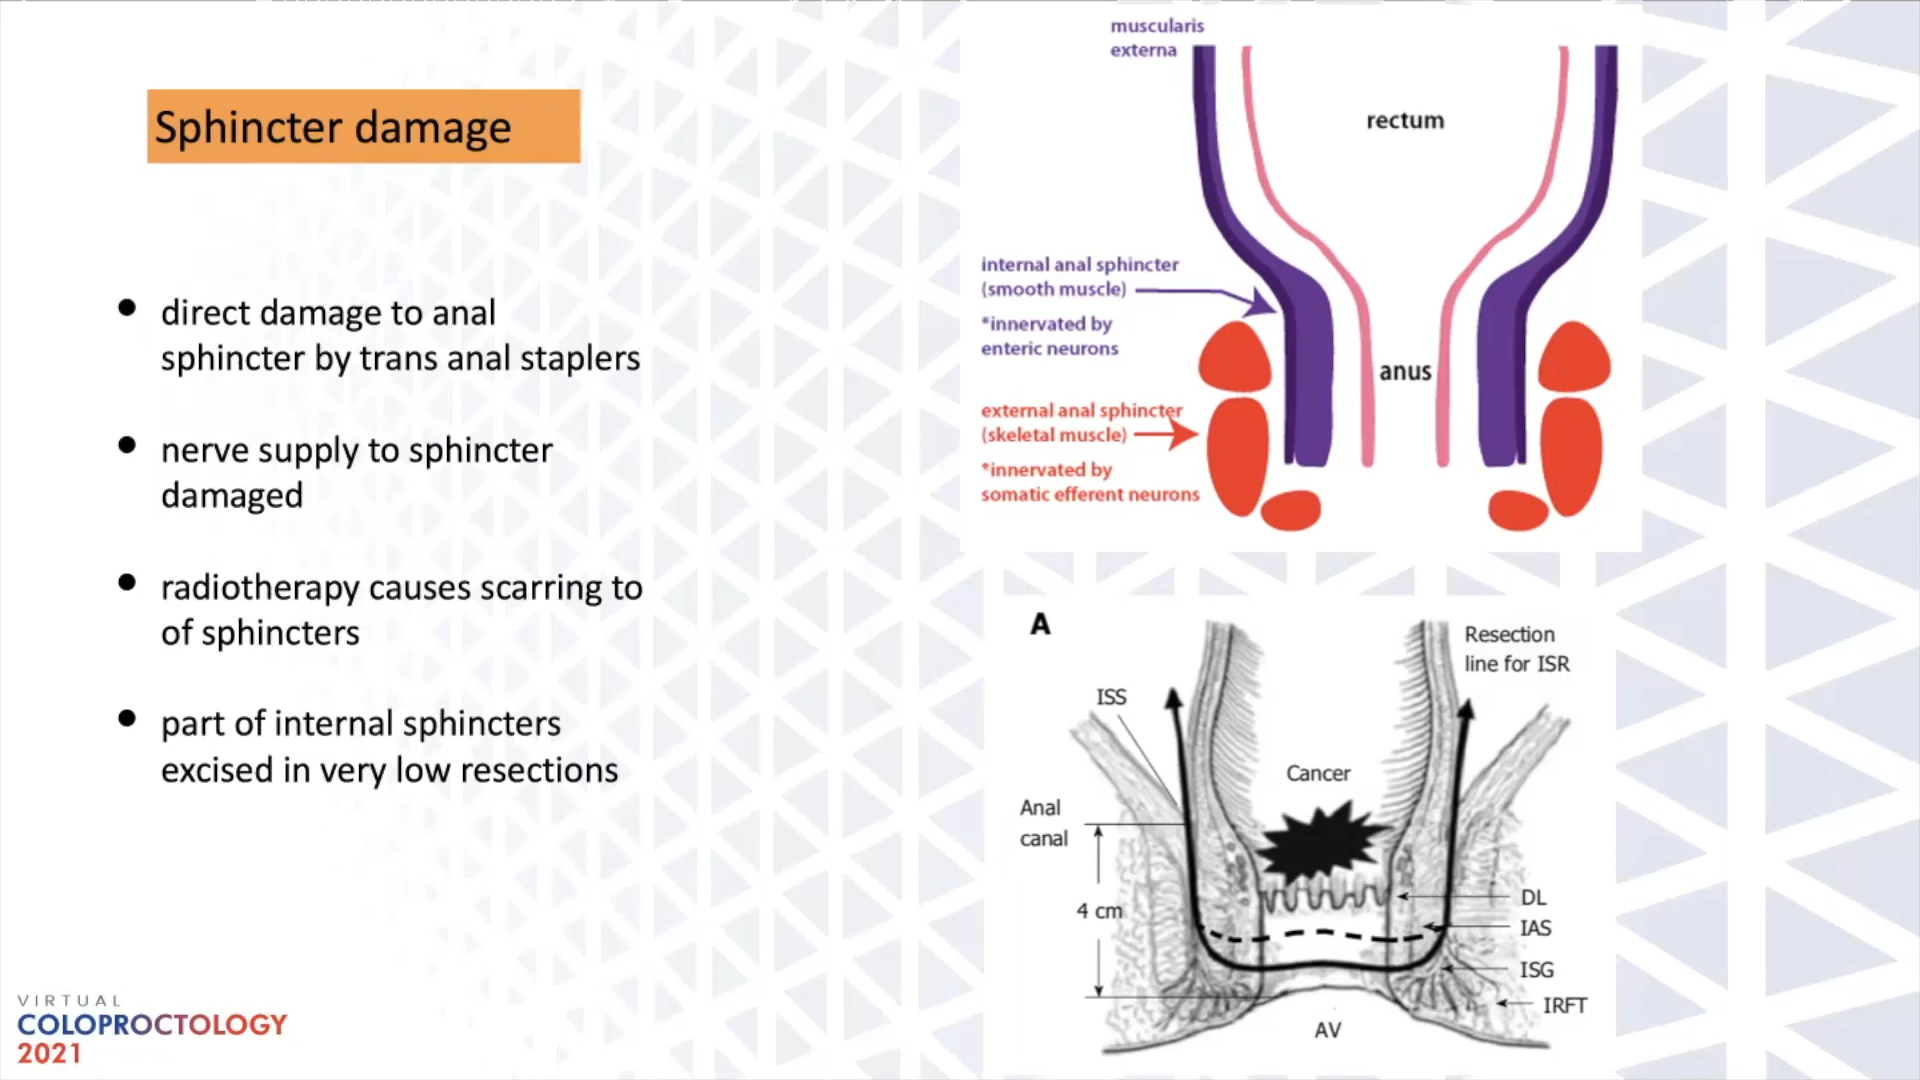 Sphincter damage
• direct damage to anal
sphincter by trans anal staplers
• nerve supply to sphincter
damaged
• radiotherapy causes scarring to
of sphincters
• part of internal sphincters
excised in very low resections
VIRTUAL
COLOPROCTOLOGY
2021
muscularis
externa
rectum
internal anal sphincter
(smooth muscle)
*innervated by
enteric neurons
anus
external anal sphincter
(skeletal muscle)
*innervated by
somatic efferent neurons
A
Resection
line for ISR
ISS
Cancer
Anal
canal
4 cm
DL
IAS
ISG
IRFT
AV